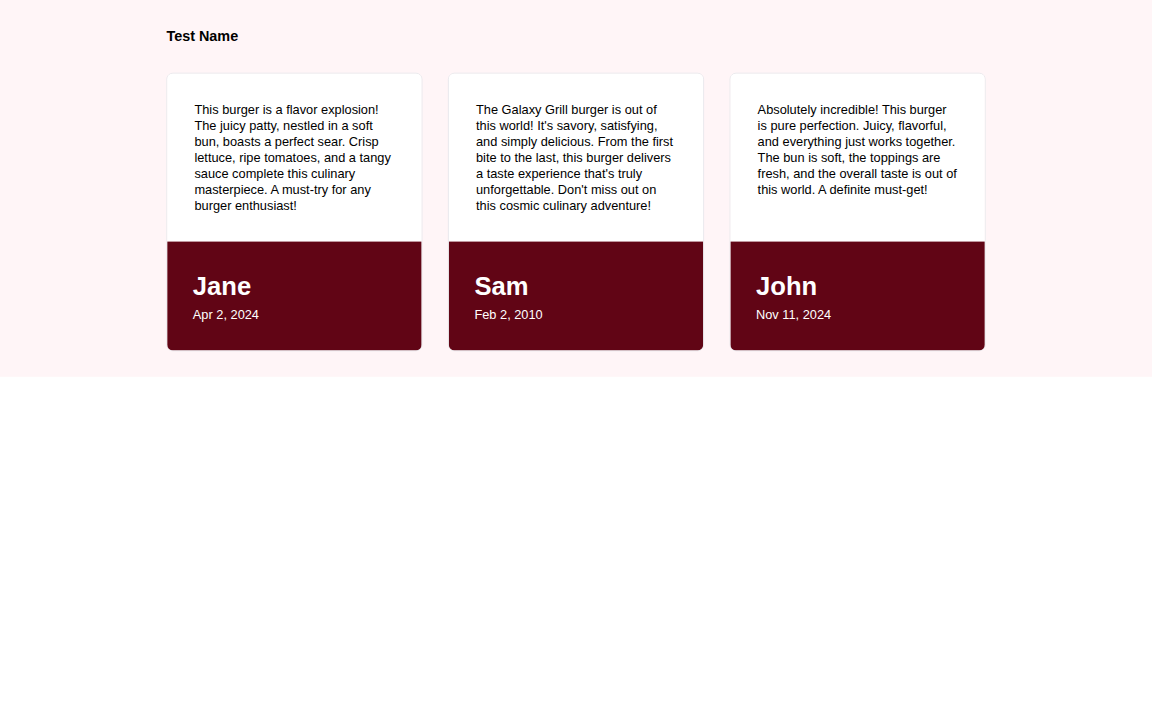 Test Name
This burger is a flavor explosion!
The juicy patty, nestled in a soft
bun, boasts a perfect sear. Crisp
lettuce, ripe tomatoes, and a tangy
sauce complete this culinary
masterpiece. A must-try for any
burger enthusiast!
Jane
Apr 2, 2024
The Galaxy Grill burger is out of
this world! It's savory, satisfying,
and simply delicious. From the first
bite to the last, this burger delivers
a taste experience that's truly
unforgettable. Don't miss out on
this cosmic culinary adventure!
Sam
Feb 2, 2010
Absolutely incredible! This burger
is pure perfection. Juicy, flavorful,
and everything just works together.
The bun is soft, the toppings are
fresh, and the overall taste is out of
this world. A definite must-get!
John
Nov 11, 2024